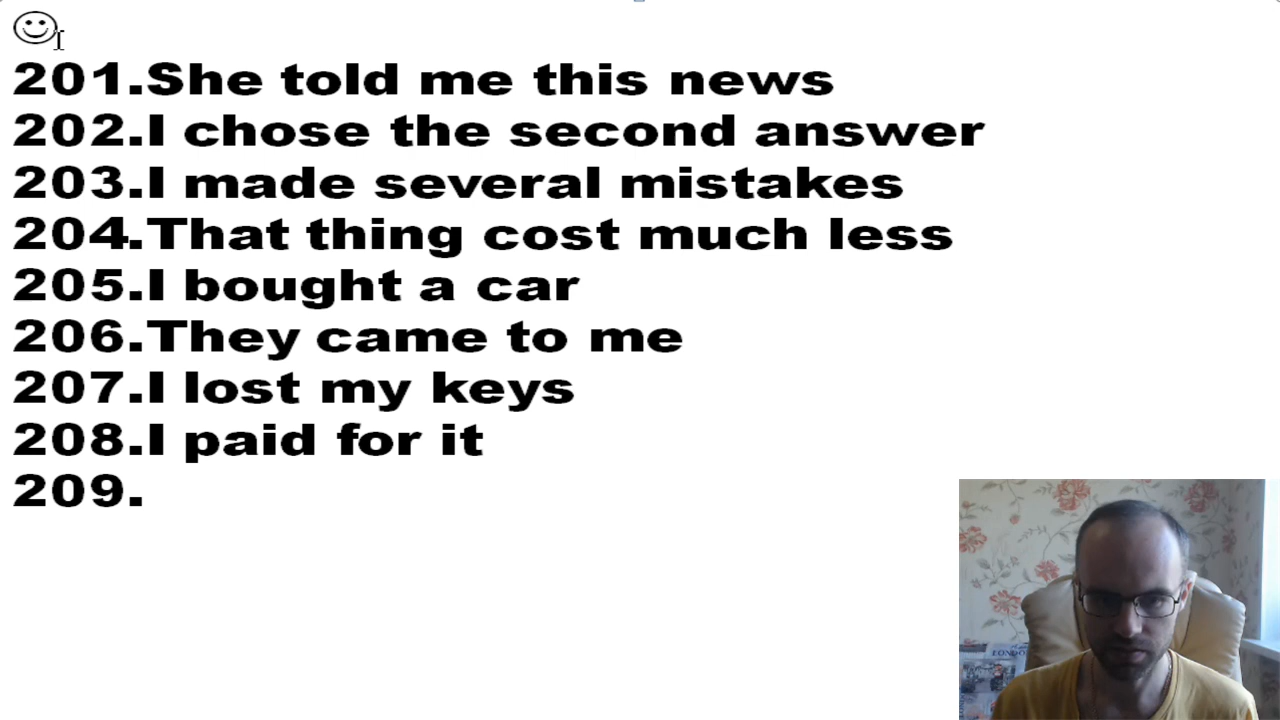 201.She told me this news
202.I chose the second answer
203.I made several mistakes
204.That thing cost much less
205.I bought a car
206.They came to me
207.I lost my keys
208.I paid for it
209.
LONDON